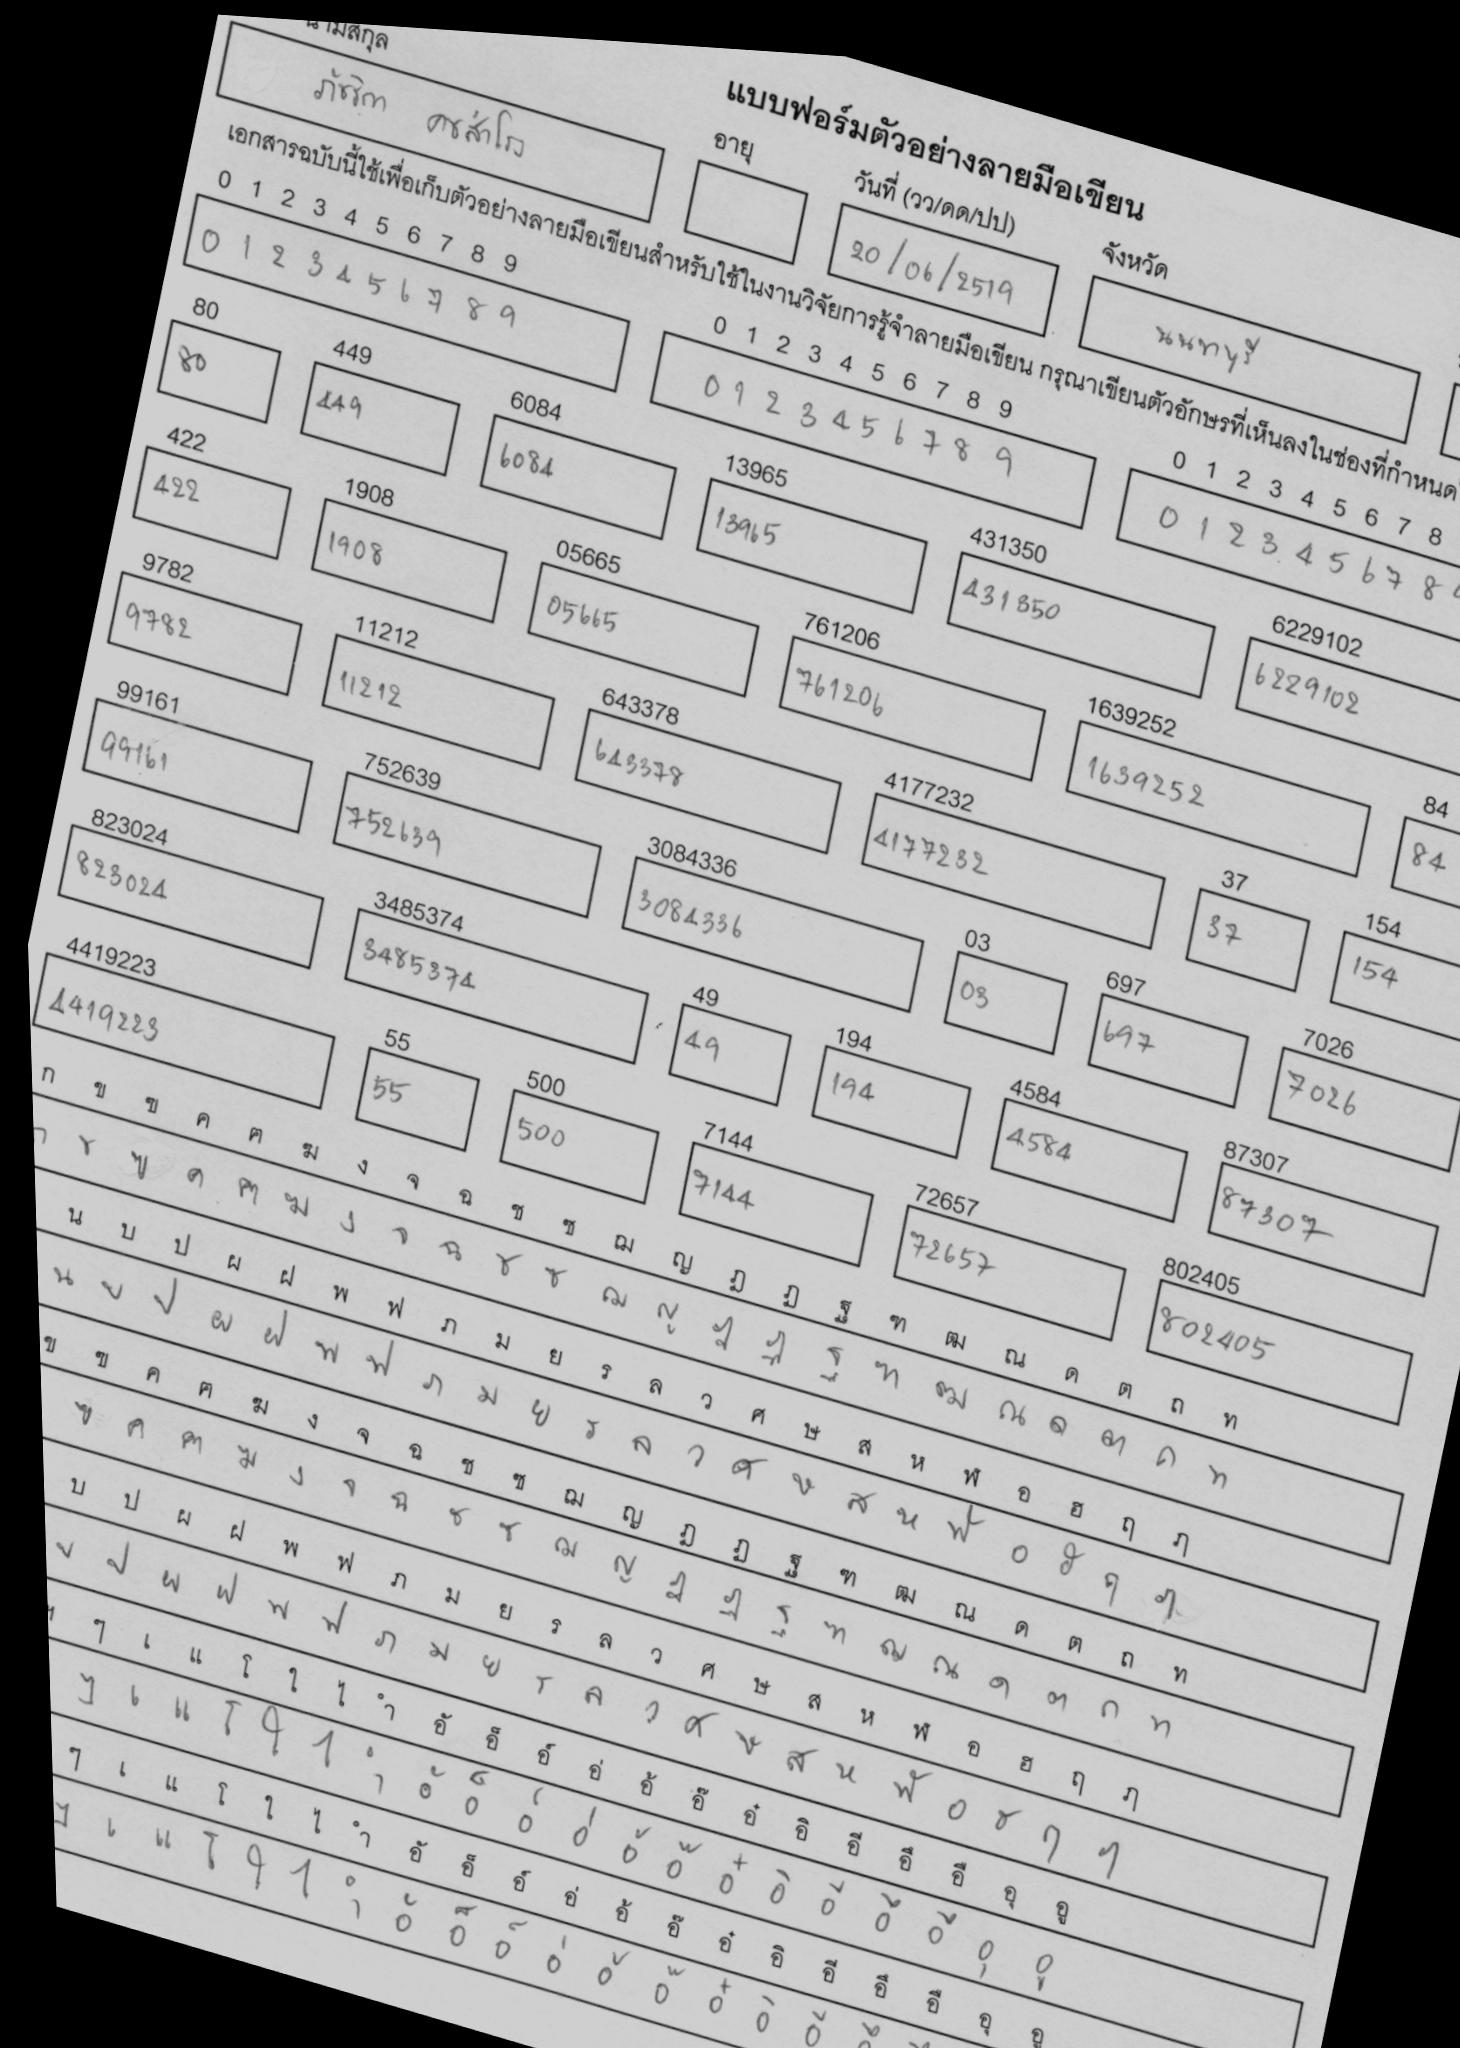 แบบฟอร์มตัวอย่างลายมือเขียน
อายุ
วันที่ (วว/ดด/ปป)
จังหวัด
20/06/2519
นนทบุรี
เอกสารฉบับนี้ใช้เพื่อเก็บตัวอย่างลายมือเขียนสำหรับใช้ในงานวิจัยการรู้จำลายมือเขียน กรุณาเขียนตัวอักษรที่เห็นลงในช่องที่กำหนด
0 1 2 3 4 5 6 7 8 9
0 1 2 3 4 5 6 7 8 9
0 1 2 3 4 5 6 7 8
0 1 2 3 4 5 6 7 8 9
0 1 2 3 4 5 6 7 8 9
0 1 2 3 4 5 6 7 8
80 449 6084 13965 431350 6229102
80 449 6084 13965 431350 6229102
422 1908 05665 761206 1639252 84
422 1908 05665 761206 1639252 84
9782 11212 643378 4177232 37 154
9782 11212 643378 4177232 37 154
99161 752639 3084336 03 697 7026
99161 752639 3084336 03 697 7026
823024 3485374 49 194 4584 87307
823024 3485374 49 194 4584 87307
4419223 55 500 7144 72657 802405
4419223 55 500 7144 72657 802405
ก ข ฃ ค ฅ ฆ ง จ ฉ ช ซ ฌ ญ ฎ ฏ ฐ ฑ ฒ ณ ด ต ถ ท
ก ข ฃ ค ฅ ฆ ง จ ฉ ช ซ ฌ ญ ฎ ฏ ฐ ฑ ฒ ณ ด ต ถ ท
น บ ป ผ ฝ พ ฟ ภ ม ย ร ล ว ศ ษ ส ห ฬ อ ฮ ฤ ฦ
น บ ป ผ ฝ พ ฟ ภ ม ย ร ล ว ศ ษ ส ห ฬ อ ฮ ฤ ฦ
ข ฃ ค ฅ ฆ ง จ ฉ ช ซ ฌ ญ ฎ ฏ ฐ ฑ ฒ ณ ด ต ถ ท
ฃ ค ฅ ฆ ง จ ฉ ช ซ ฌ ญ ฎ ฏ ฐ ฑ ฒ ณ ด ต ถ ท
บ ป ผ ฝ พ ฟ ภ ม ย ร ล ว ศ ษ ส ห ฬ อ ฮ ฤ ฦ
บ ป ผ ฝ พ ฟ ภ ม ย ร ล ว ศ ษ ส ห ฬ อ ฮ ฤ ฦ
ๆ เ แ โ ใ ไ ำ อั อ็ อ์ อ่ อ้ อ๊ อ๋ อิ อี อึ อื อุ อู
ๆ เ แ โ ใ ไ ำ อั อ็ อ์ อ่ อ้ อ๊ อ๋ อิ อี อึ อื อุ อู
ๆ เ แ โ ใ ไ ำ อั อ็ อ์ อ่ อ้ อ๊ อ๋ อิ อี อึ อื อุ อู
ๆ เ แ โ ใ ไ ำ อั อ็ อ์ อ่ อ้ อ๊ อ๋ อิ อี